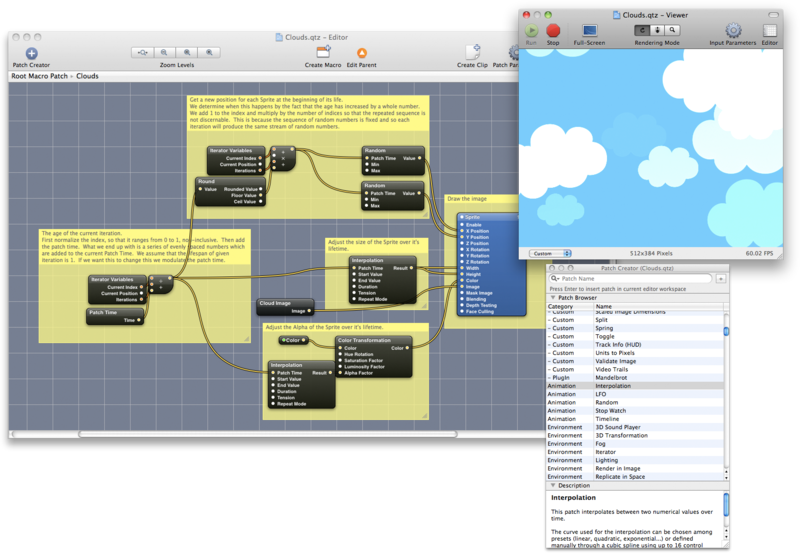 Clouds.qtz – Editor
Patch Creator
Zoom Levels
Create Macro
Edit Parent
Create Clip
Patch Par
Root Macro Patch ▸ Clouds
Get a new position for each Sprite at the beginning of its life.
We determine when this happens by the fact that the age has increased by a whole number.
We add 1 to the index and multiply by the number of indices so that the repeated sequence is
not discernable. This is because the sequence of random numbers is fixed and so each
iteration will produce the same stream of random numbers.
Iterator Variables
Current Index
Current Position
Iterations
Round
Value
Rounded Value
Floor Value
Ceil Value
Random
Patch Time
Value
Min
Max
Random
Patch Time
Value
Min
Max
Draw the image
Sprite
Enable
X Position
Y Position
Z Position
X Rotation
Y Rotation
Z Rotation
Width
Height
Color
Image
Mask Image
Blending
Depth Testing
Face Culling
The age of the current iteration.
First normalize the index, so that it ranges from 0 to 1, non-inclusive. Then add
the patch time. What we end up with is a series of evenly spaced numbers which
are added to the current Patch Time. We assume that the lifespan of given
iteration is 1. If we want this to change this we modulate the patch time.
Iterator Variables
Current Index
Current Position
Iterations
Patch Time
Time
Adjust the size of the Sprite over it's
lifetime.
Interpolation
Patch Time
Result
Start Value
End Value
Duration
Tension
Repeat Mode
Cloud Image
Image
Adjust the Alpha of the Sprite over it's lifetime.
Color
Color Transformation
Color
Color
Hue Rotation
Saturation Factor
Luminosity Factor
Alpha Factor
Interpolation
Patch Time
Result
Start Value
End Value
Duration
Tension
Repeat Mode
Clouds.qtz – Viewer
Run
Stop
Full-Screen
Rendering Mode
Input Parameters
Editor
Custom
512x384 Pixels
60.02 FPS
Patch Creator (Clouds.qtz)
Patch Name
Press Enter to insert patch in current editor workspace
Patch Browser
Category Name
– Custom Scaled Image Dimensions
– Custom Split
– Custom Spring
– Custom Toggle
– Custom Track Info (HUD)
– Custom Units to Pixels
– Custom Validate Image
– Custom Video Trails
– PlugIn Mandelbrot
Animation Interpolation
Animation LFO
Animation Random
Animation Stop Watch
Animation Timeline
Environment 3D Sound Player
Environment 3D Transformation
Environment Fog
Environment Iterator
Environment Lighting
Environment Render in Image
Environment Replicate in Space
Description
Interpolation
This patch interpolates between two numerical values over
time.
The curve used for the interpolation can be chosen among
presets (linear, quadratic, exponential...) or defined
manually through a cubic spline using up to 16 control